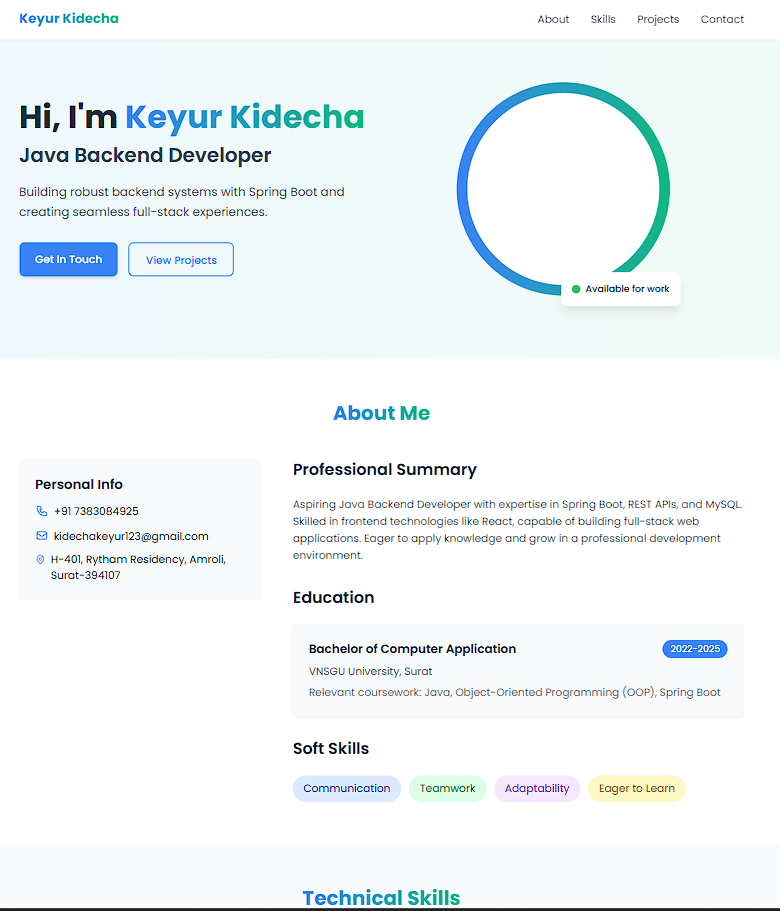 Keyur Kidecha
About Skills Projects Contact
Hi, I'm Keyur Kidecha
Java Backend Developer
Building robust backend systems with Spring Boot and
creating seamless full-stack experiences.
Get In Touch
View Projects
Available for work
About Me
Personal Info
+91 7383084925
kidechakeyur123@gmail.com
H-401, Rytham Residency, Amroli,
Surat-394107
Professional Summary
Aspiring Java Backend Developer with expertise in Spring Boot, REST APIs, and MySQL.
Skilled in frontend technologies like React, capable of building full-stack web
applications. Eager to apply knowledge and grow in a professional development
environment.
Education
Bachelor of Computer Application
2022-2025
VNSGU University, Surat
Relevant coursework: Java, Object-Oriented Programming (OOP), Spring Boot
Soft Skills
Communication
Teamwork
Adaptability
Eager to Learn
Technical Skills